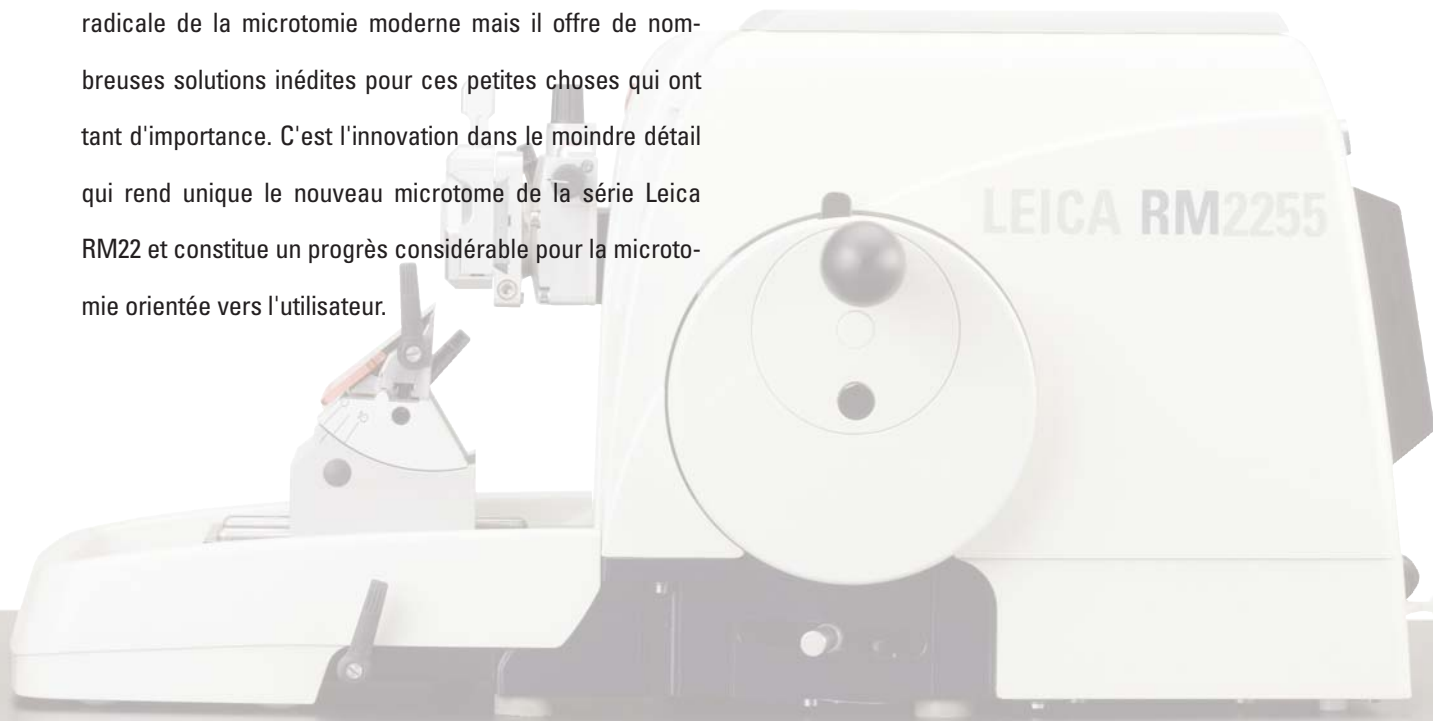 radicale de la microtomie moderne mais il offre de nom-
breuses solutions inédites pour ces petites choses qui ont
tant d'importance. C'est l'innovation dans le moindre détail
qui rend unique le nouveau microtome de la série Leica
RM22 et constitue un progrès considérable pour la microto-
mie orientée vers l'utilisateur.
LEICA RM2255